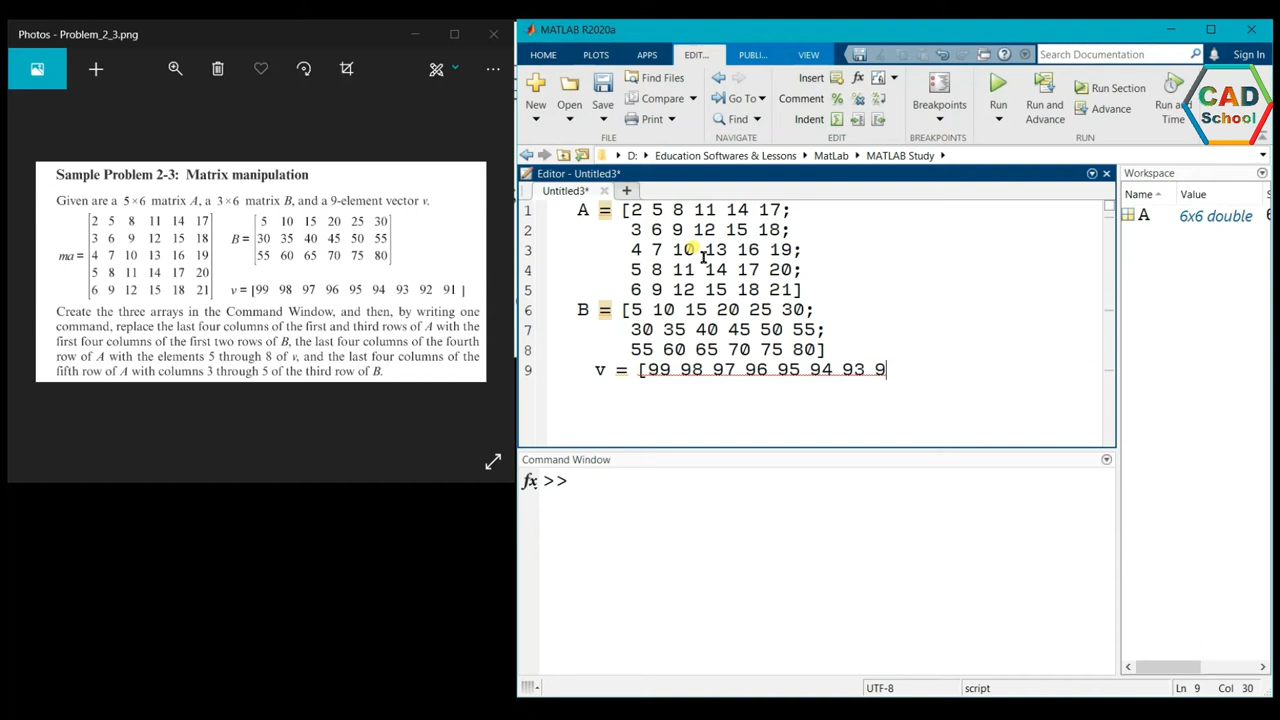 Photos - Problem_2_3.png
Sample Problem 2-3: Matrix manipulation
Given are a 5×6 matrix A, a 3×6 matrix B, and a 9-element vector v.
2 5 8 11 14 17
3 6 9 12 15 18
ma= 4 7 10 13 16 19
5 8 11 14 17 20
6 9 12 15 18 21
5 10 15 20 25 30
B= 30 35 40 45 50 55
55 60 65 70 75 80
v=[99 98 97 96 95 94 93 92 91 ]
Create the three arrays in the Command Window, and then, by writing one
command, replace the last four columns of the first and third rows of A with the
first four columns of the first two rows of B, the last four columns of the fourth
row of A with the elements 5 through 8 of v, and the last four columns of the
fifth row of A with columns 3 through 5 of the third row of B.
MATLAB R2020a
HOME PLOTS APPS EDIT... PUBLI... VIEW
Search Documentation
Sign In
New Open Save
Find Files
Compare
Print
FILE
Go To
Find
NAVIGATE
Insert
Comment
Indent
EDIT
Breakpoints
BREAKPOINTS
Run
Run and
Advance
Run Section
Advance
Run and
Time
RUN
CAD
School
D: Education Softwares & Lessons MatLab MATLAB Study
Editor - Untitled3*
Untitled3*
1 A = [2 5 8 11 14 17;
2 3 6 9 12 15 18;
3 4 7 10 13 16 19;
4 5 8 11 14 17 20;
5 6 9 12 15 18 21]
6 B = [5 10 15 20 25 30;
7 30 35 40 45 50 55;
8 55 60 65 70 75 80]
9 v = [99 98 97 96 95 94 93 9
Command Window
fx >>
Workspace
Name Value
A 6x6 double
UTF-8 script Ln 9 Col 30